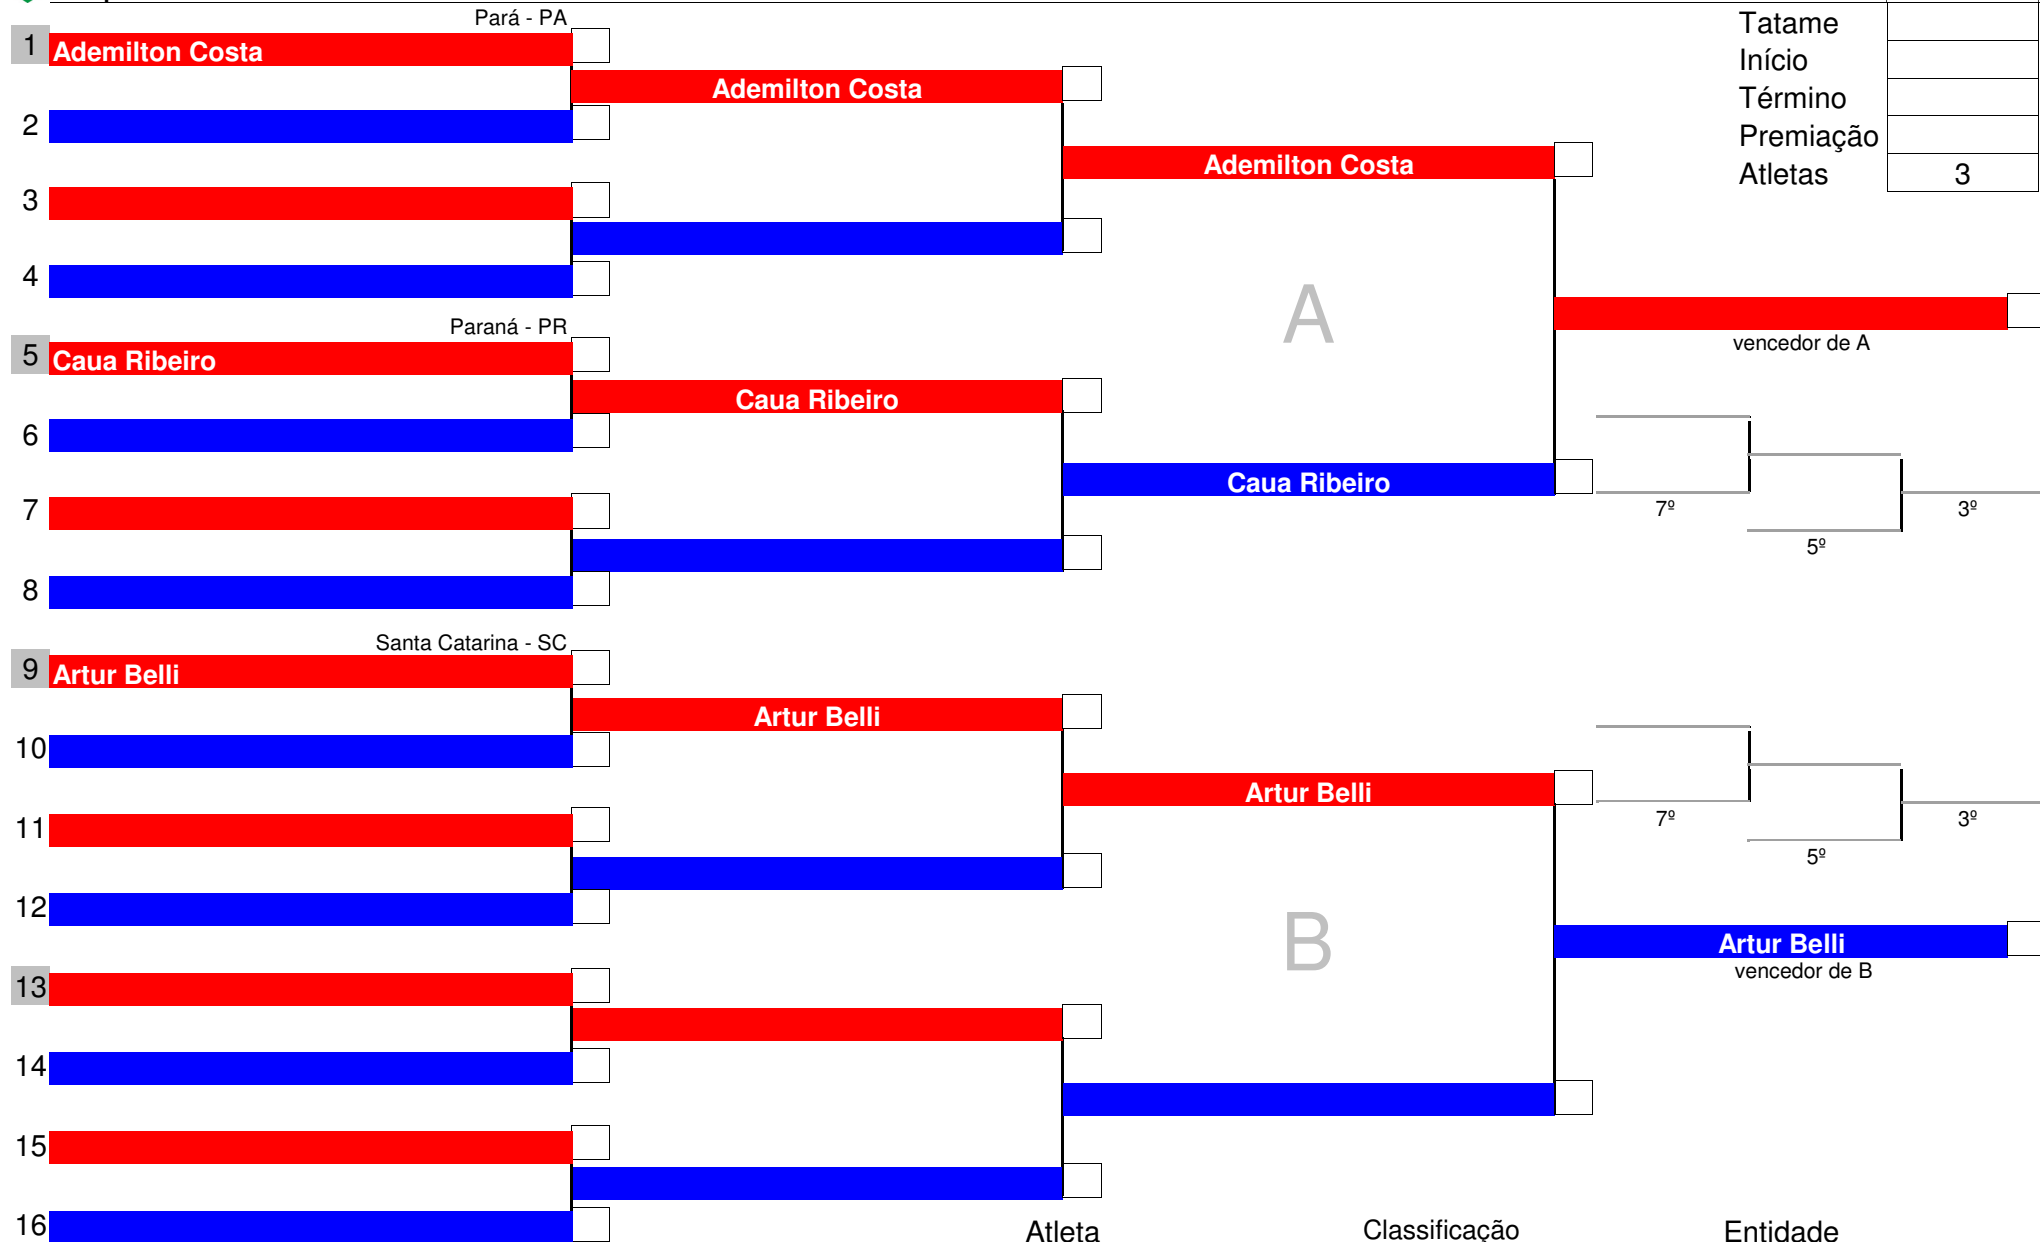 Pará - PA
Tatame
1 Ademilton Costa
Início
Ademilton Costa
Término
2
Premiação
Ademilton Costa
Atletas 3
3
4
A
Paraná - PR
vencedor de A
5 Caua Ribeiro
Caua Ribeiro
6
Caua Ribeiro
7
7º 3º
5º
8
Santa Catarina - SC
9 Artur Belli
Artur Belli
10
Artur Belli
11
7º 3º
5º
12
B
Artur Belli
vencedor de B
13
14
15
16
Atleta Classificação Entidade